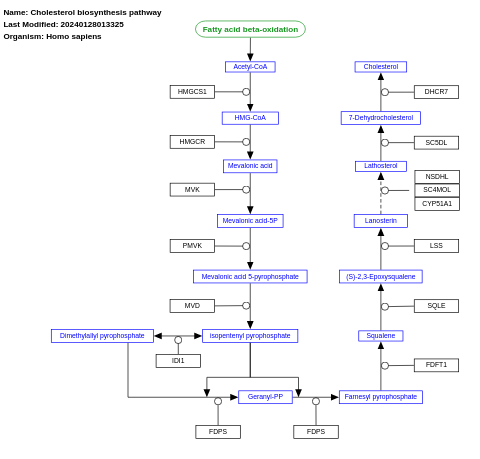 Name: Cholesterol biosynthesis pathway
Last Modified: 20240128013325
Organism: Homo sapiens
Fatty acid beta-oxidation
Acetyl-CoA
HMGCS1
HMG-CoA
HMGCR
Mevalonic acid
MVK
Mevalonic acid-5P
PMVK
Mevalonic acid 5-pyrophosphate
MVD
Dimethylallyl pyrophosphate
isopentenyl pyrophosphate
IDI1
Geranyl-PP
FDPS
FDPS
Farnesyl pyrophosphate
FDFT1
Squalene
SQLE
(S)-2,3-Epoxysqualene
LSS
Lanosterin
NSDHL
SC4MOL
CYP51A1
Lathosterol
SC5DL
7-Dehydrocholesterol
DHCR7
Cholesterol